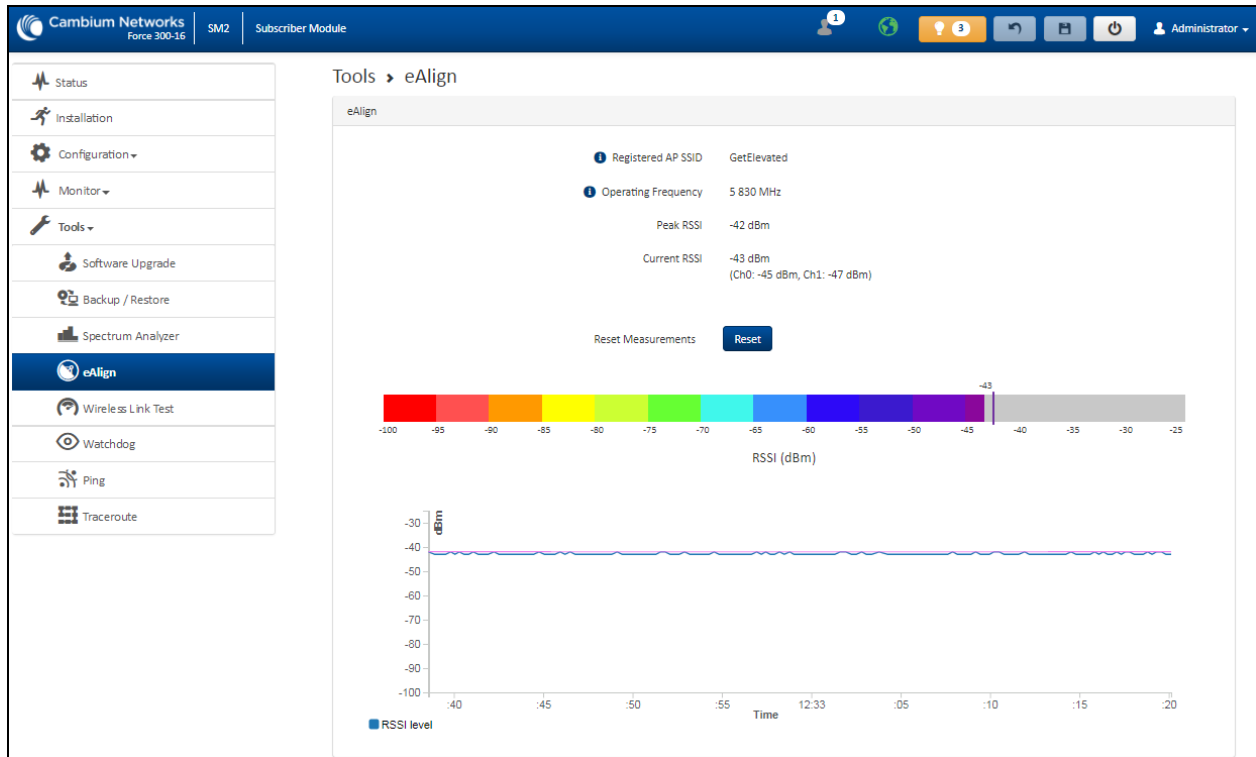 Cambium Networks
Force 300-16
SM2
Subscriber Module
1
3
Administrator
Status
Installation
Configuration
Monitor
Tools
Software Upgrade
Backup / Restore
Spectrum Analyzer
eAlign
Wireless Link Test
Watchdog
Ping
Traceroute
Tools > eAlign
eAlign
Registered AP SSID GetElevated
Operating Frequency 5 830 MHz
Peak RSSI -42 dBm
Current RSSI -43 dBm
(Ch0: -45 dBm, Ch1: -47 dBm)
Reset Measurements Reset
-43
-100 -95 -90 -85 -80 -75 -70 -65 -60 -55 -50 -45 -40 -35 -30 -25
RSSI (dBm)
dBm
-30
-40
-50
-60
-70
-80
-90
-100
:40 :45 :50 :55 12:33 :05 :10 :15 :20
Time
RSSI level